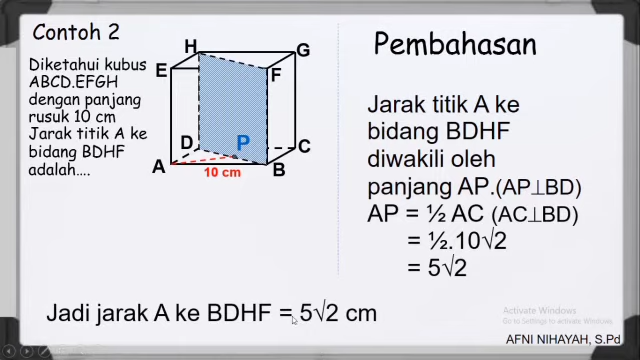 Contoh 2
Diketahui kubus
ABCD.EFGH
dengan panjang
rusuk 10 cm
Jarak titik A ke
bidang BDHF
adalah....
H
G
E
F
D
P
C
A
B
10 cm
Pembahasan
Jarak titik A ke
bidang BDHF
diwakili oleh
panjang AP.(AP⊥BD)
AP = ½ AC (AC⊥BD)
= ½.10√2
= 5√2
Jadi jarak A ke BDHF = 5√2 cm
Activate Windows
Go to Settings to activate Windows.
AFNI NIHAYAH, S.Pd